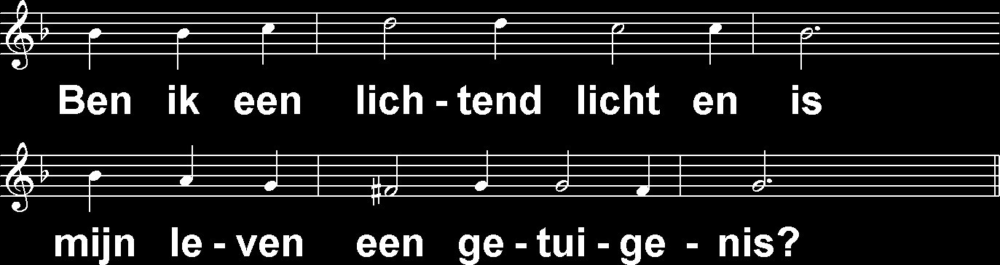 Ben ik een lich - tend licht en is
mijn le - ven een ge - tui - ge - nis?